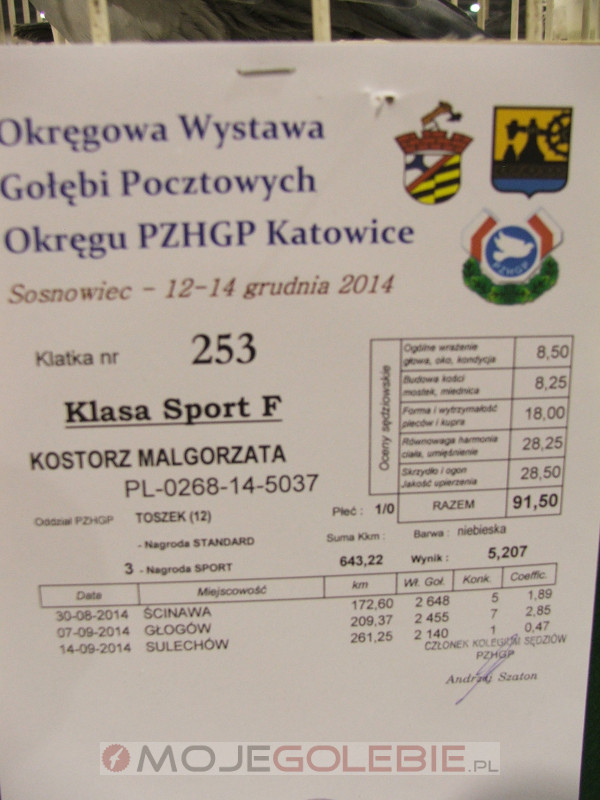 Okręgowa Wystawa
Gołębi Pocztowych
Okręgu PZHGP Katowice
PZHGP
Sosnowiec - 12-14 grudnia 2014
Klatka nr 253
Klasa Sport F
KOSTORZ MALGORZATA
PL-0268-14-5037
Oceny sędziowskie
Ogólne wrażenie
głowa, oko, kondycja 8,50
Budowa kości
mostek, miednica 8,25
Forma i wytrzymałość
pleców i kupra 18,00
Równowaga harmonia
ciała, umięśnienie 28,25
Skrzydło i ogon
Jakość upierzenia 28,50
RAZEM 91,50
Oddział PZHGP TOSZEK (12) Płeć : 1/0
- Nagroda STANDARD Suma Kkm : Barwa : niebieska
3 - Nagroda SPORT 643,22 Wynik : 5,207
Data Miejscowość km Wł. Goł. Konk. Coeffic.
30-08-2014 ŚCINAWA 172,60 2 648 5 1,89
07-09-2014 GŁOGÓW 209,37 2 455 7 2,85
14-09-2014 SULECHÓW 261,25 2 140 1 0,47
CZŁONEK KOLEGIUM SĘDZIÓW
PZHGP
Andrzej Szaton
MOJEGOLEBIE.PL